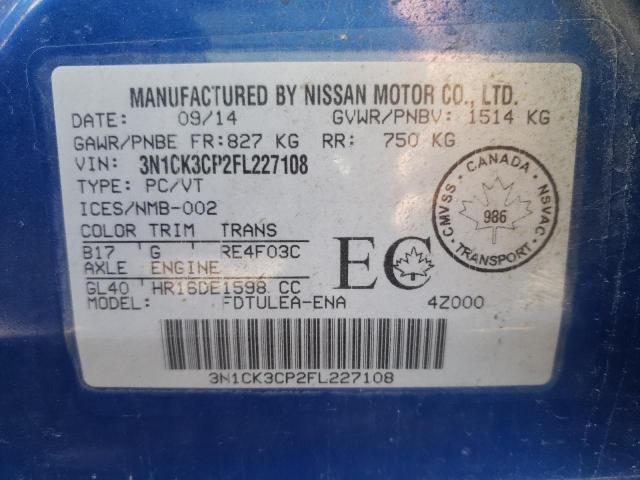 MANUFACTURED BY NISSAN MOTOR CO., LTD.
DATE: 09/14 GVWR/PNBV: 1514 KG
GAWR/PNBE FR:827 KG RR: 750 KG
VIN: 3N1CK3CP2FL227108
TYPE: PC/VT
ICES/NMB-002
COLOR TRIM TRANS
B17 G RE4F03C
AXLE ENGINE
GL40 HR16DE1598 CC
MODEL: FDTULEA-ENA 4Z000
EC
CANADA
CMVSS NSVAC
986
TRANSPORT
3N1CK3CP2FL227108